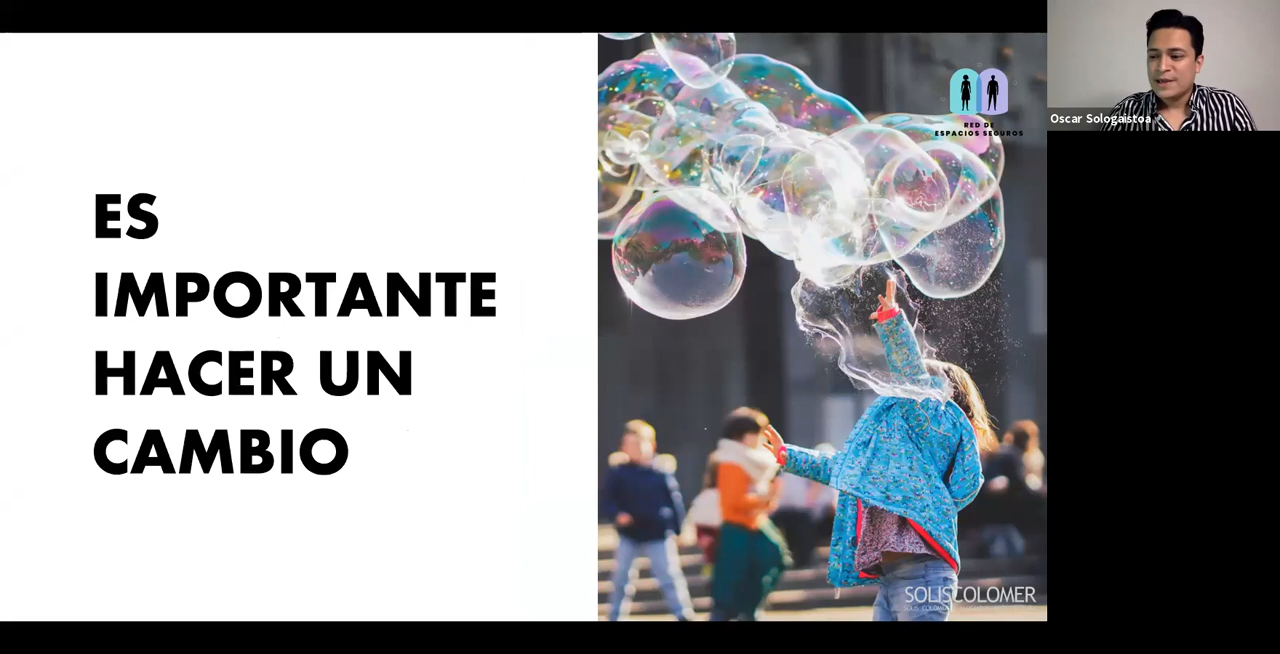 ES
IMPORTANTE
HACER UN
CAMBIO
RED DE
ESPACIOS SEGUROS
SOLISCOLOMER
Oscar Sologaistoa